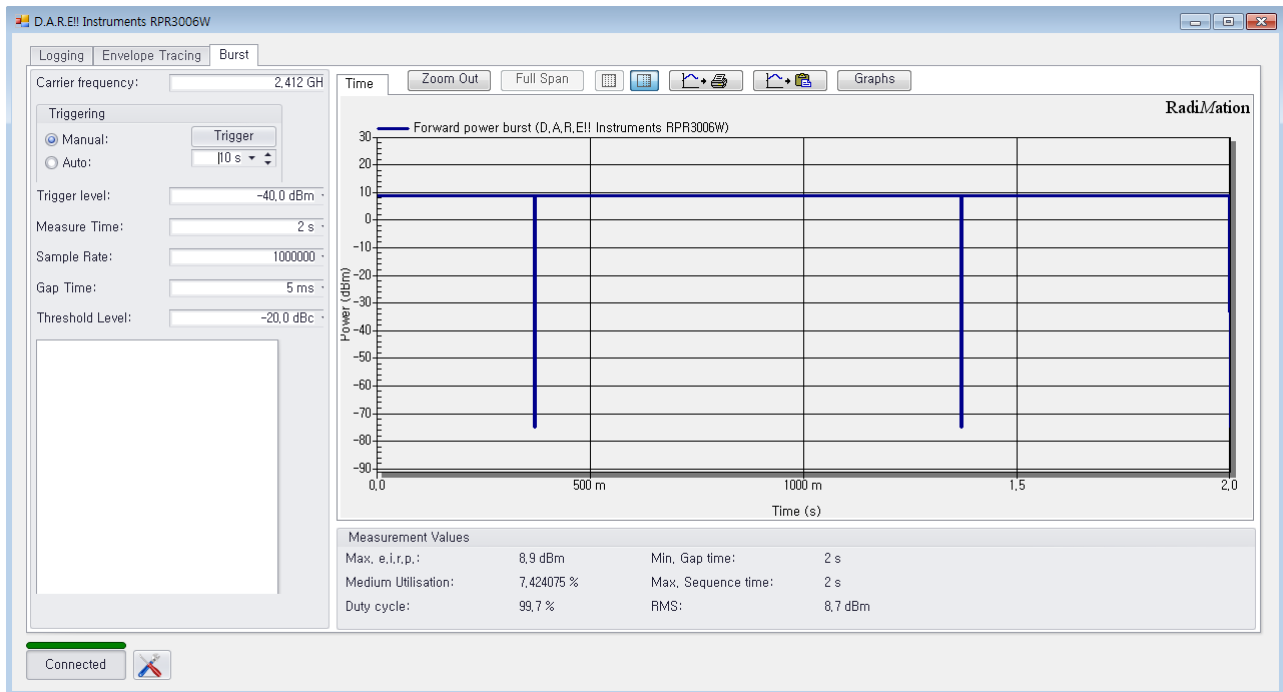 D.A.R.E!! Instruments RPR3006W
Logging Envelope Tracing Burst
Carrier frequency: 2,412 GH
Triggering
Manual: Trigger
Auto: 10 s
Trigger level: -40,0 dBm
Measure Time: 2 s
Sample Rate: 1000000
Gap Time: 5 ms
Threshold Level: -20,0 dBc
Time Zoom Out Full Span Graphs
RadiMation
Forward power burst (D,A,R,E!! Instruments RPR3006W)
30
20
10
0
-10
-20
-30
-40
-50
-60
-70
-80
-90
Power (dBm)
0,0 500 m 1000 m 1,5 2,0
Time (s)
Measurement Values
Max, e,i,r,p,: 8,9 dBm Min, Gap time: 2 s
Medium Utilisation: 7,424075 % Max, Sequence time: 2 s
Duty cycle: 99,7 % RMS: 8,7 dBm
Connected